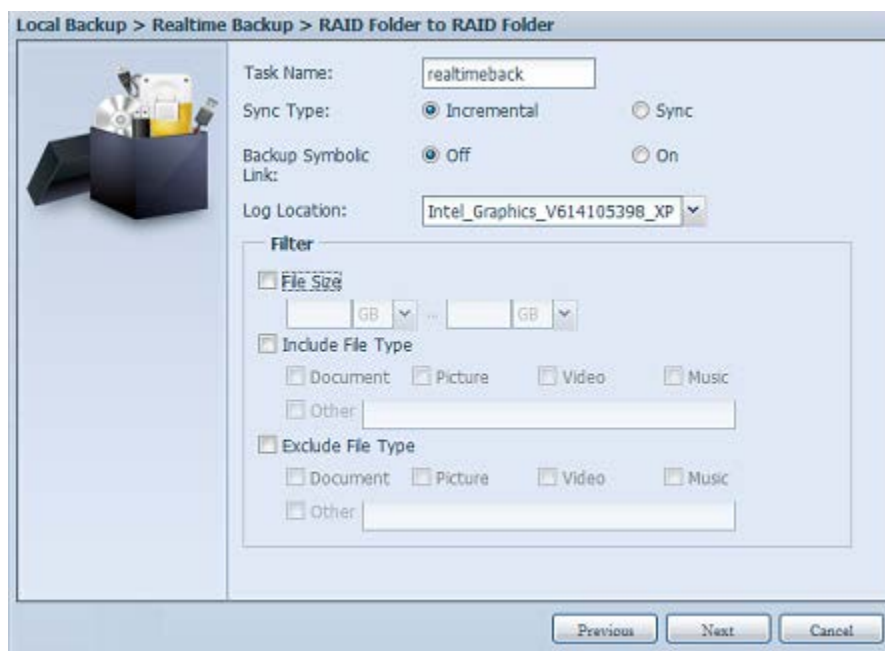 Local Backup > Realtime Backup > RAID Folder to RAID Folder
Task Name: realtimeback
Sync Type: Incremental Sync
Backup Symbolic Link: Off On
Log Location: Intel_Graphics_V614105398_XP
Filter
File Size
GB ... GB
Include File Type
Document Picture Video Music
Other
Exclude File Type
Document Picture Video Music
Other
Previous Next Cancel